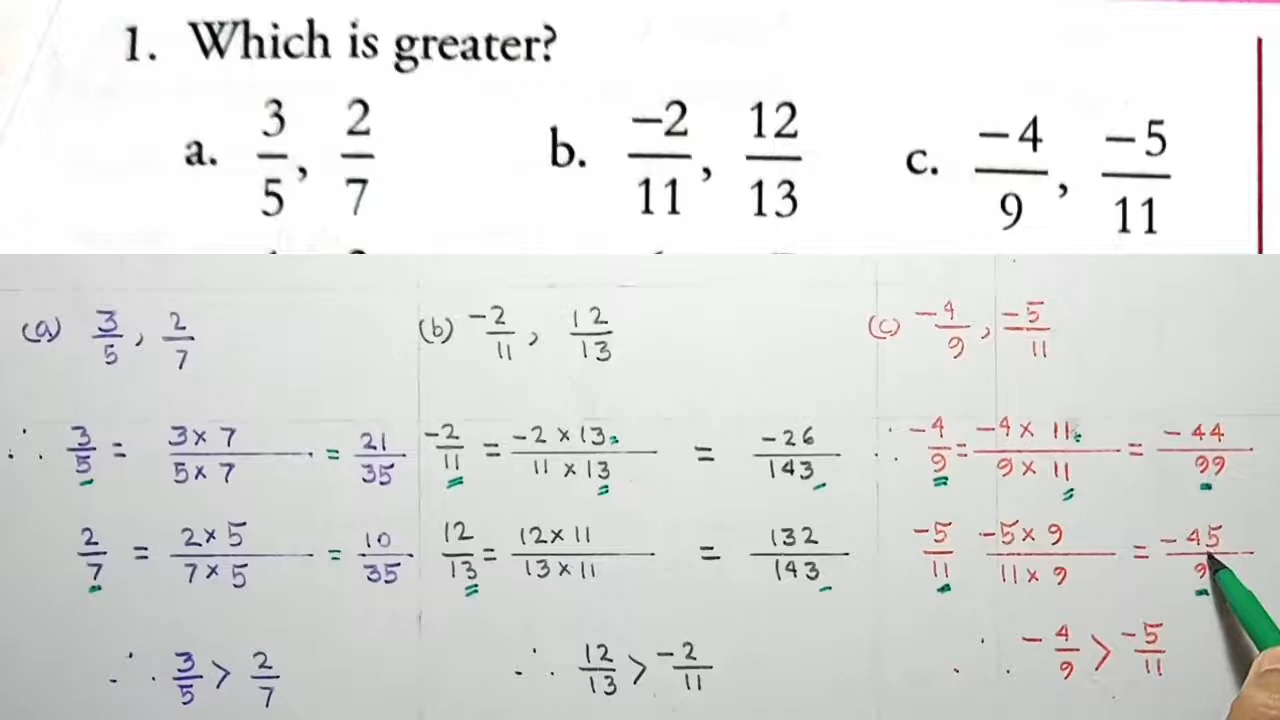 1. Which is greater?
a. 3/5, 2/7 b. -2/11, 12/13 c. -4/9, -5/11
(a) 3/5, 2/7 (b) -2/11, 12/13 (c) -4/9, -5/11
∴ 3/5 = 3×7/5×7 = 21/35 -2/11 = -2×13/11×13 = -26/143 ∴ -4/9 = -4×11/9×11 = -44/99
2/7 = 2×5/7×5 = 10/35 12/13 = 12×11/13×11 = 132/143 -5/11 -5×9/11×9 = -45/9
∴ 3/5 > 2/7 ∴ 12/13 > -2/11 ∴ -4/9 > -5/11